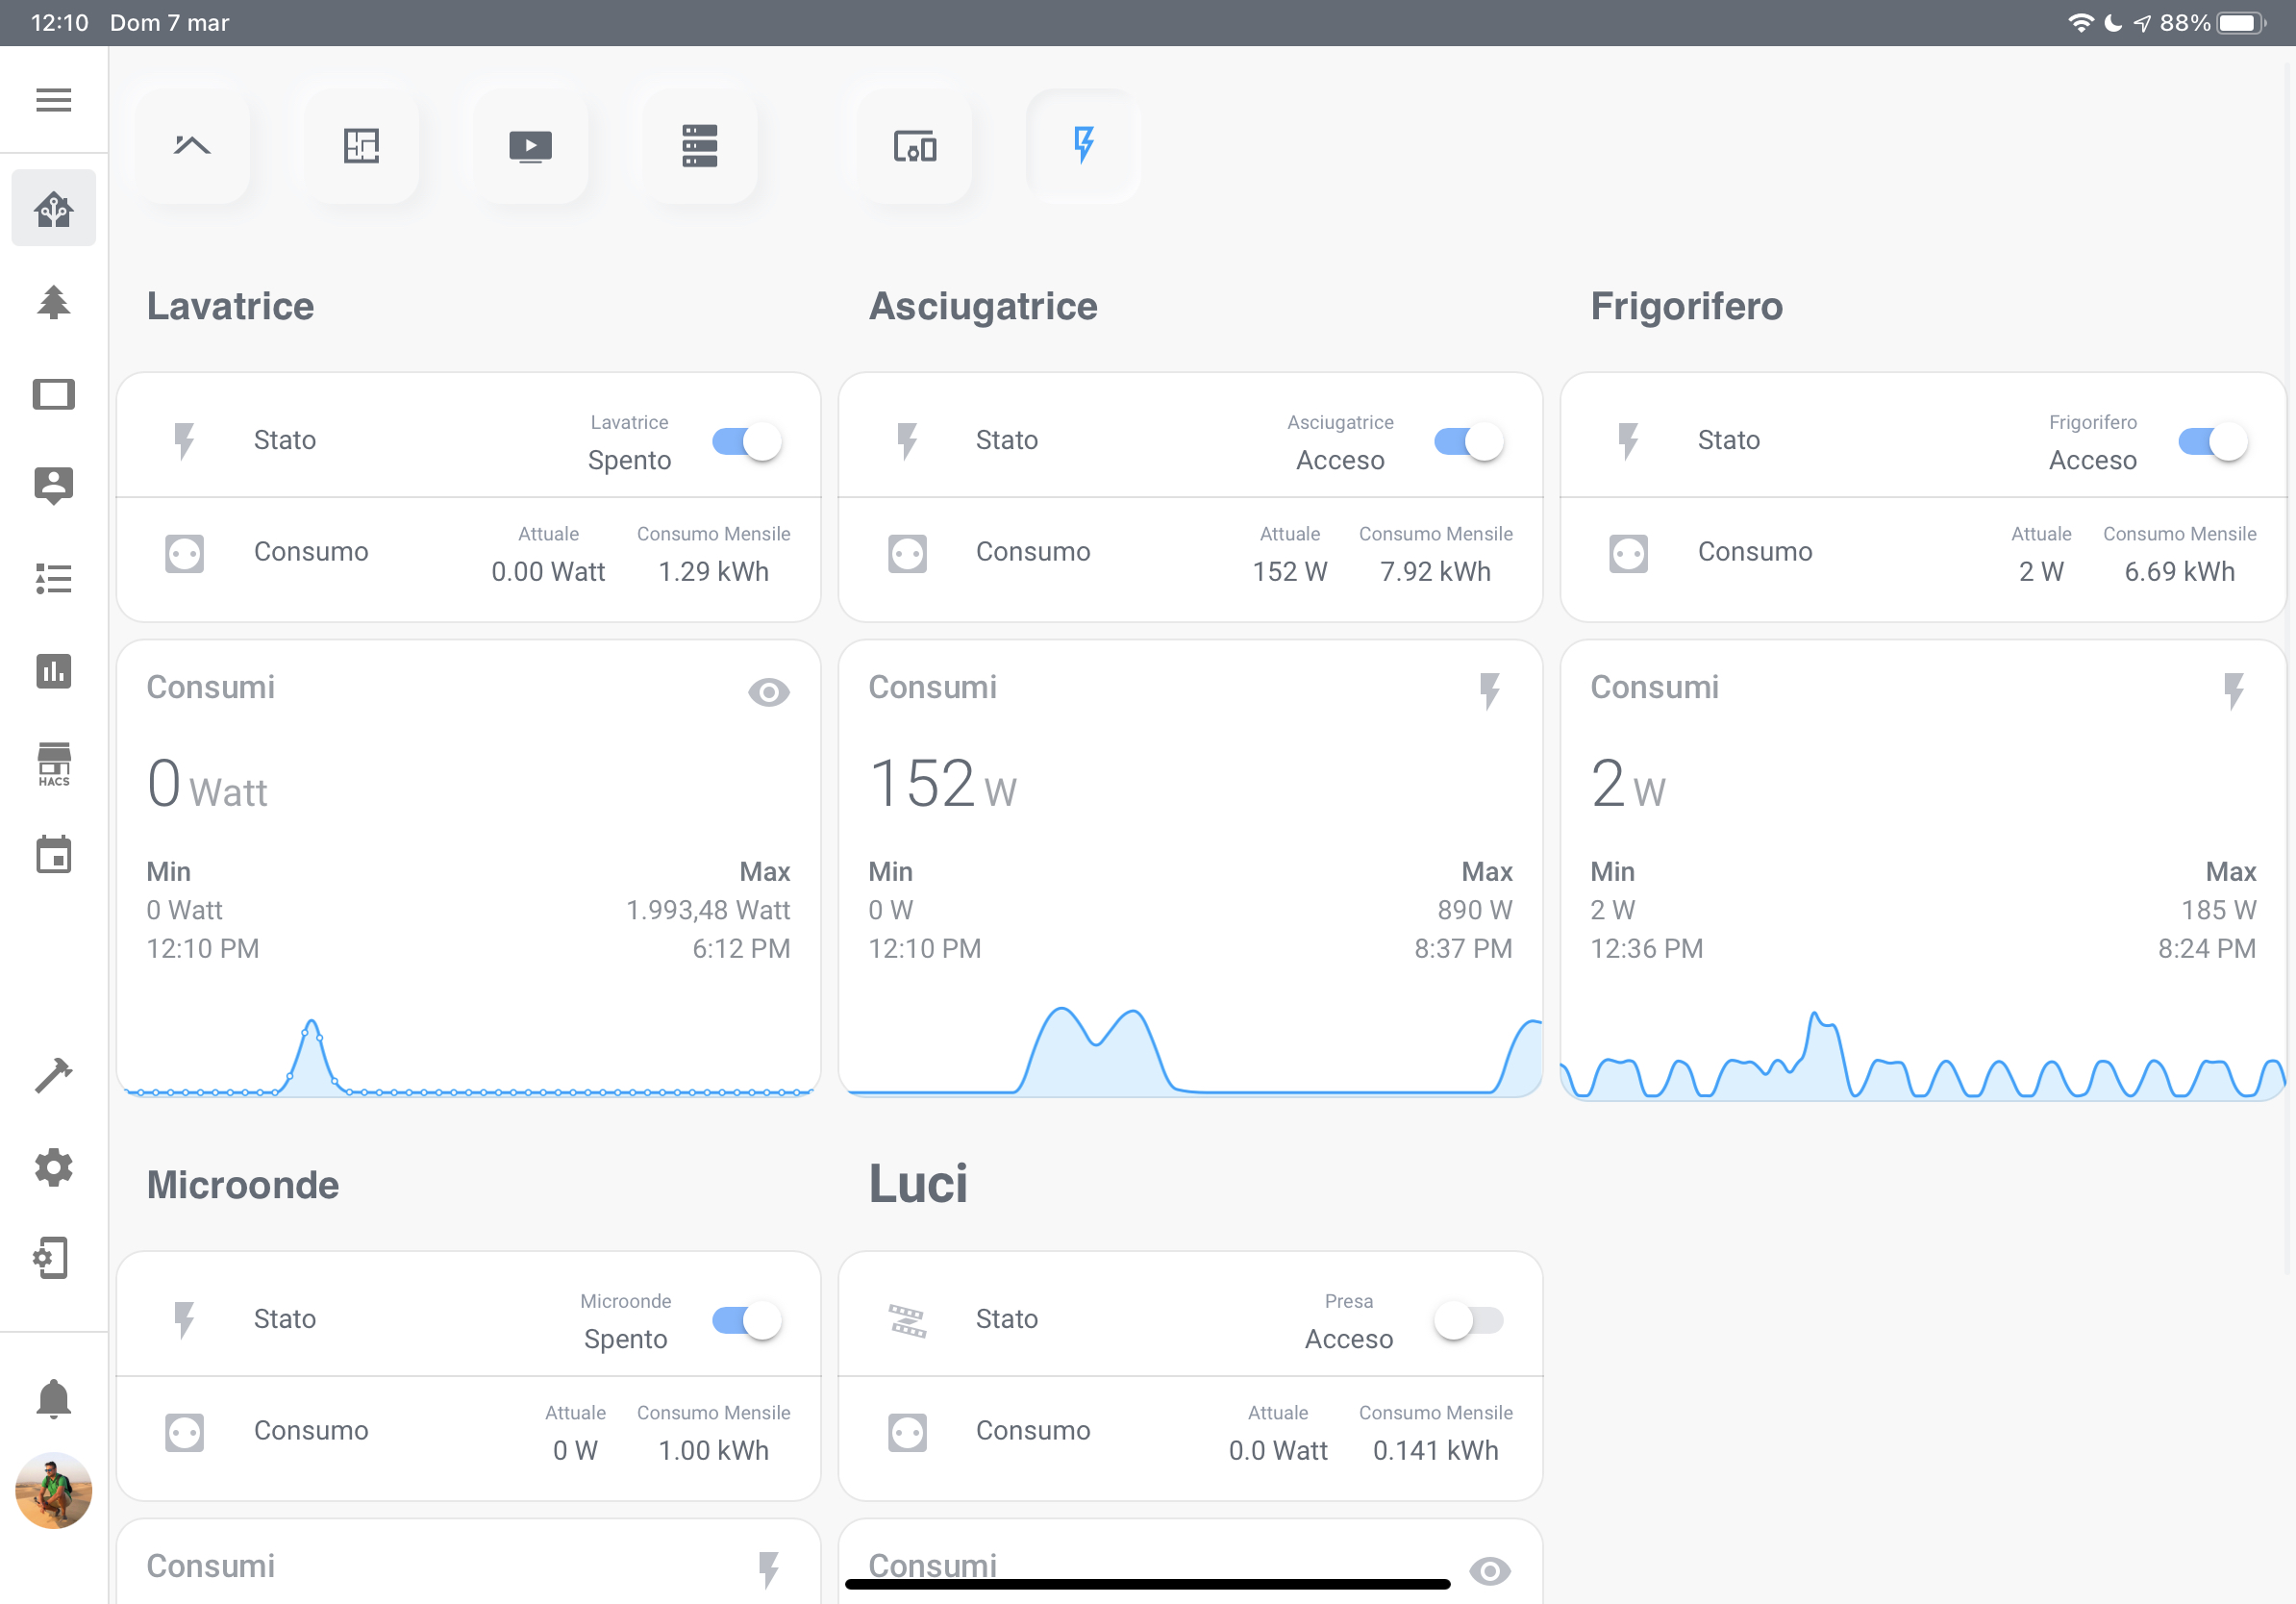 12:10 Dom 7 mar 88%
HACS
Lavatrice
Stato Lavatrice Spento
Consumo Attuale 0.00 Watt Consumo Mensile 1.29 kWh
Consumi
0 Watt
Min Max
0 Watt 1.993,48 Watt
12:10 PM 6:12 PM
Asciugatrice
Stato Asciugatrice Acceso
Consumo Attuale 152 W Consumo Mensile 7.92 kWh
Consumi
152 W
Min Max
0 W 890 W
12:10 PM 8:37 PM
Frigorifero
Stato Frigorifero Acceso
Consumo Attuale 2 W Consumo Mensile 6.69 kWh
Consumi
2 W
Min Max
2 W 185 W
12:36 PM 8:24 PM
Microonde
Stato Microonde Spento
Consumo Attuale 0 W Consumo Mensile 1.00 kWh
Consumi
Luci
Stato Presa Acceso
Consumo Attuale 0.0 Watt Consumo Mensile 0.141 kWh
Consumi